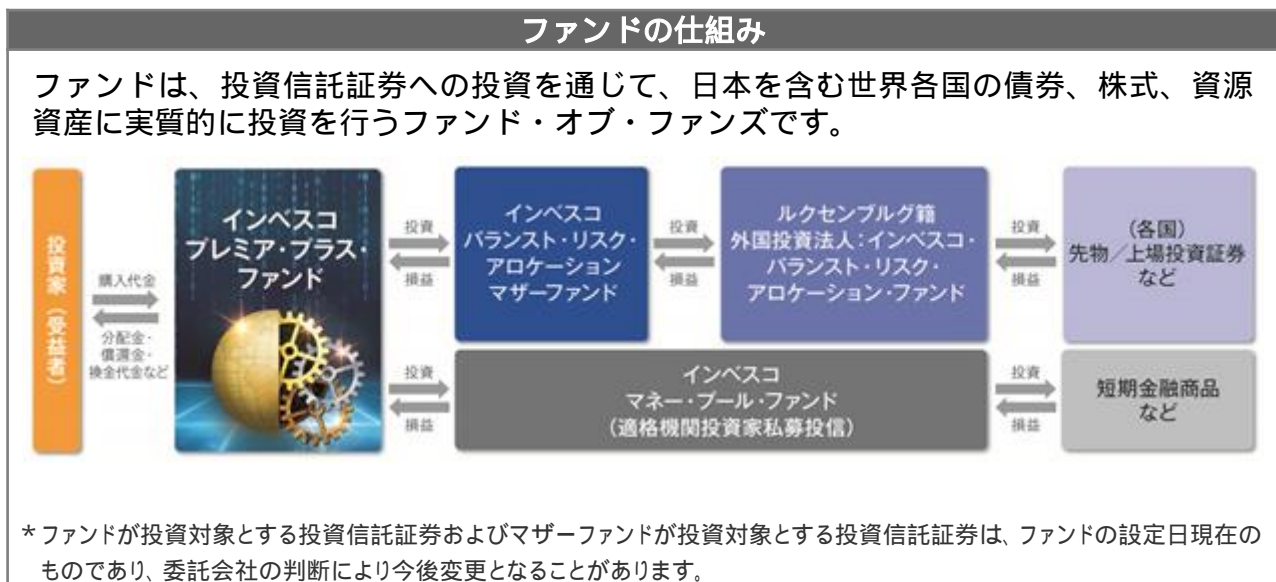 ファンドの仕組み
ファンドは、投資信託証券への投資を通じて、日本を含む世界各国の債券、株式、資源
資産に実質的に投資を行うファンド・オブ・ファンズです。
投資家（受益者）
購入代金
分配金・
償還金・
換金代金など
インベスコ
プレミア・プラス・
ファンド
投資
損益
インベスコ
バランスト・リスク・
アロケーション
マザーファンド
投資
損益
ルクセンブルグ籍
外国投資法人：インベスコ・
バランスト・リスク・
アロケーション・ファンド
投資
損益
（各国）
先物／上場投資証券
など
投資
損益
インベスコ
マネー・プール・ファンド
（適格機関投資家私募投信）
投資
損益
短期金融商品
など
*ファンドが投資対象とする投資信託証券およびマザーファンドが投資対象とする投資信託証券は、ファンドの設定日現在の
ものであり、委託会社の判断により今後変更となることがあります。